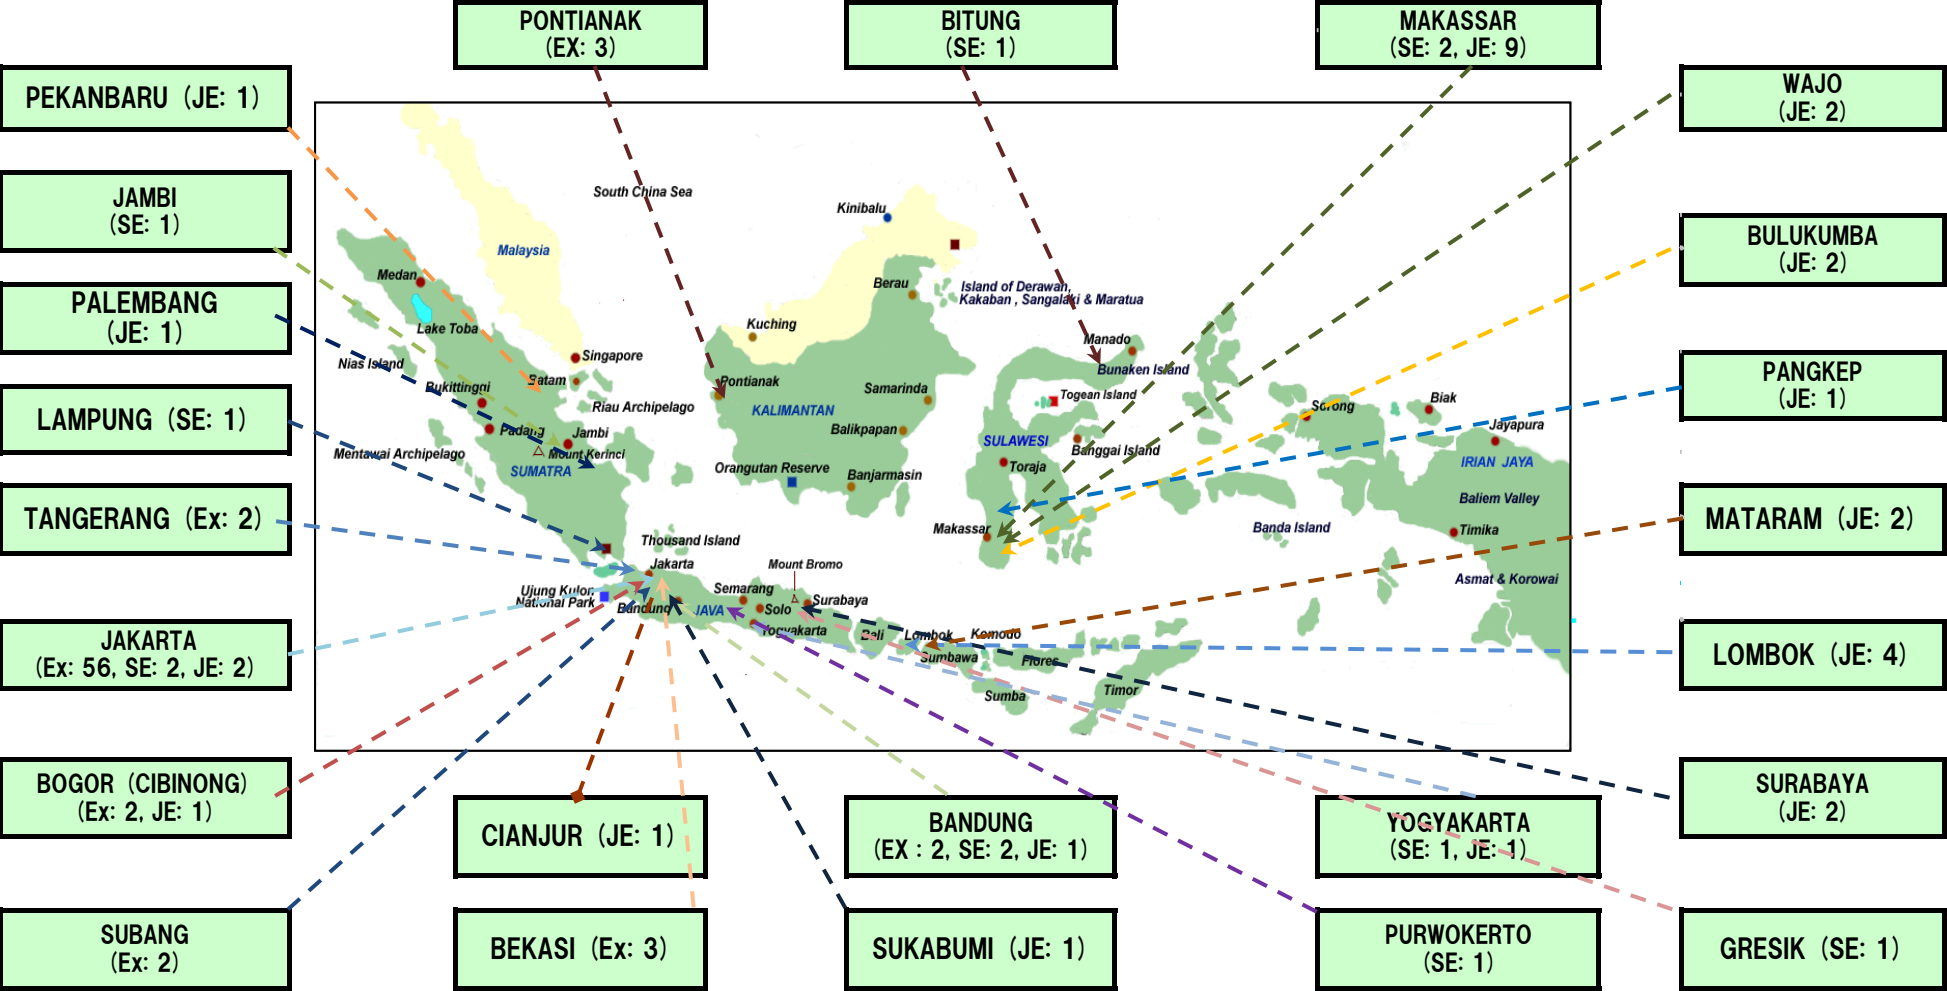 PONTIANAK
(EX: 3)
BITUNG
(SE: 1)
MAKASSAR
(SE: 2, JE: 9)
PEKANBARU (JE: 1)
WAJO
(JE: 2)
JAMBI
(SE: 1)
BULUKUMBA
(JE: 2)
PALEMBANG
(JE: 1)
PANGKEP
(JE: 1)
LAMPUNG (SE: 1)
TANGERANG (Ex: 2)
MATARAM (JE: 2)
JAKARTA
(Ex: 56, SE: 2, JE: 2)
LOMBOK (JE: 4)
BOGOR (CIBINONG)
(Ex: 2, JE: 1)
SURABAYA
(JE: 2)
CIANJUR (JE: 1)
BANDUNG
(EX : 2, SE: 2, JE: 1)
YOGYAKARTA
(SE: 1, JE: 1)
SUBANG
(Ex: 2)
BEKASI (Ex: 3)
SUKABUMI (JE: 1)
PURWOKERTO
(SE: 1)
GRESIK (SE: 1)
South China Sea
Kinibalu
Malaysia
Medan
Berau
Island of Derawan,
Kakaban , Sangalaki & Maratua
Lake Toba
Kuching
Manado
Singapore
Nias Island
Bunaken Island
Batam
Pontianak
Bukittinggi
Samarinda
Togean Island
Riau Archipelago
KALIMANTAN
Sorong
Biak
Padang
Jambi
Balikpapan
Jayapura
SULAWESI
Mentawai Archipelago
Mount Kerinci
Banggai Island
SUMATRA
Orangutan Reserve
Toraja
IRIAN JAYA
Banjarmasin
Baliem Valley
Makassar
Banda Island
Timika
Thousand Island
Jakarta
Mount Bromo
Asmat & Korowai
Ujung Kulon
National Park
Semarang
Bandung
JAVA
Solo
Surabaya
Yogyakarta
Bali
Lombok
Komodo
Sumbawa
Flores
Sumba
Timor